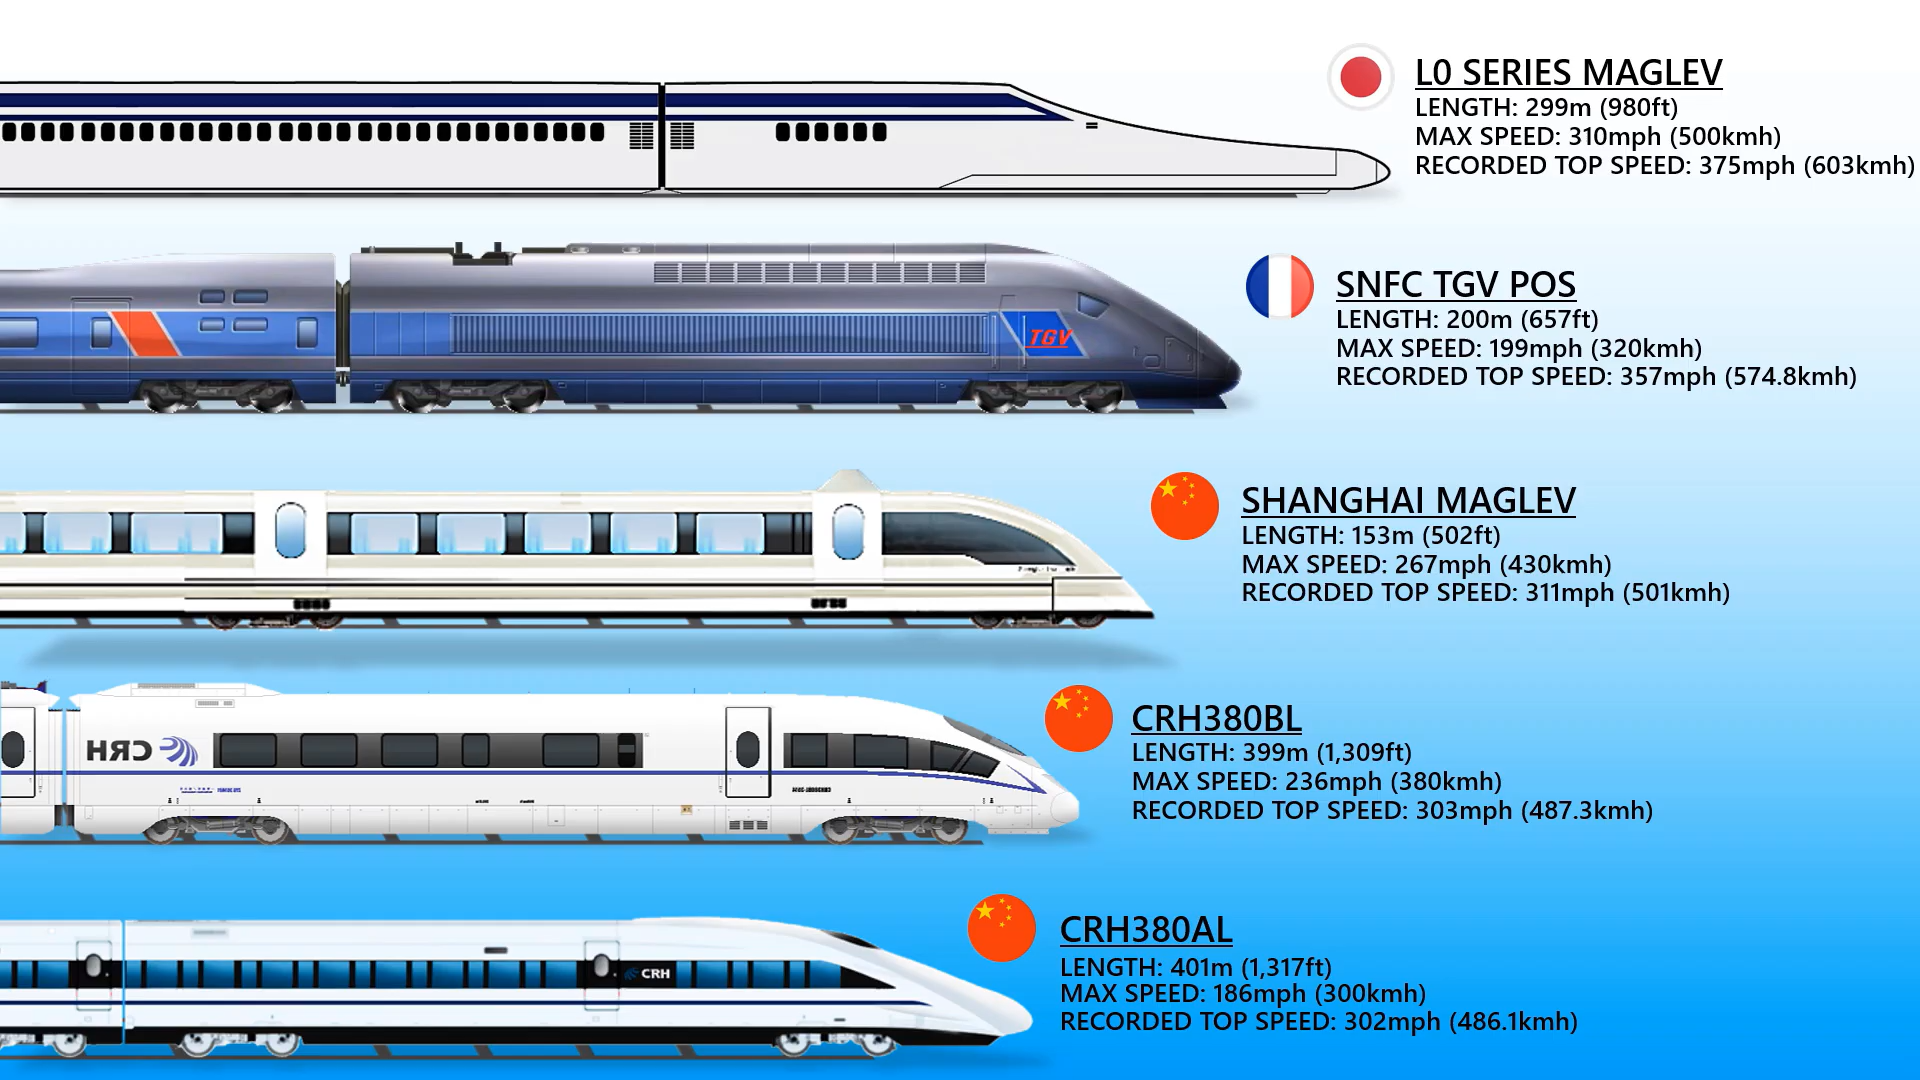 L0 SERIES MAGLEV
LENGTH: 299m (980ft)
MAX SPEED: 310mph (500kmh)
RECORDED TOP SPEED: 375mph (603kmh)
TGV
SNFC TGV POS
LENGTH: 200m (657ft)
MAX SPEED: 199mph (320kmh)
RECORDED TOP SPEED: 357mph (574.8kmh)
SHANGHAI MAGLEV
LENGTH: 153m (502ft)
MAX SPEED: 267mph (430kmh)
RECORDED TOP SPEED: 311mph (501kmh)
CRH
CRH380BL
LENGTH: 399m (1,309ft)
MAX SPEED: 236mph (380kmh)
RECORDED TOP SPEED: 303mph (487.3kmh)
CRH
CRH380AL
LENGTH: 401m (1,317ft)
MAX SPEED: 186mph (300kmh)
RECORDED TOP SPEED: 302mph (486.1kmh)